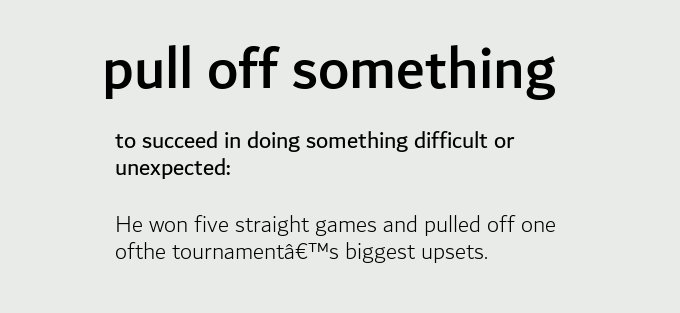 pull off something
to succeed in doing something difficult or
unexpected:
He won five straight games and pulled off one
ofthe tournamentâ€™s biggest upsets.